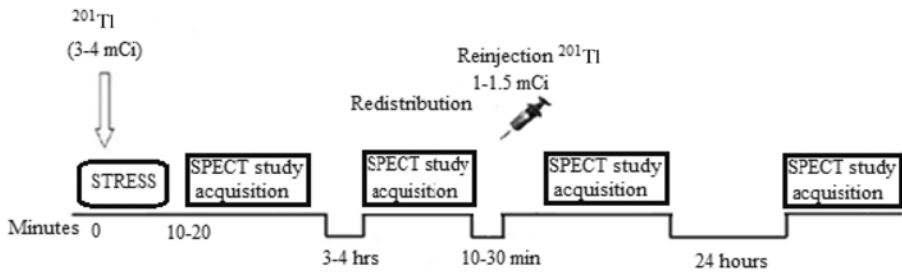 ²⁰¹Tl
(3-4 mCi)
Reinjection ²⁰¹Tl
1-1.5 mCi
Redistribution
STRESS
SPECT study
acquisition
SPECT study
acquisition
SPECT study
acquisition
SPECT study
acquisition
Minutes 0 10-20 3-4 hrs 10-30 min 24 hours